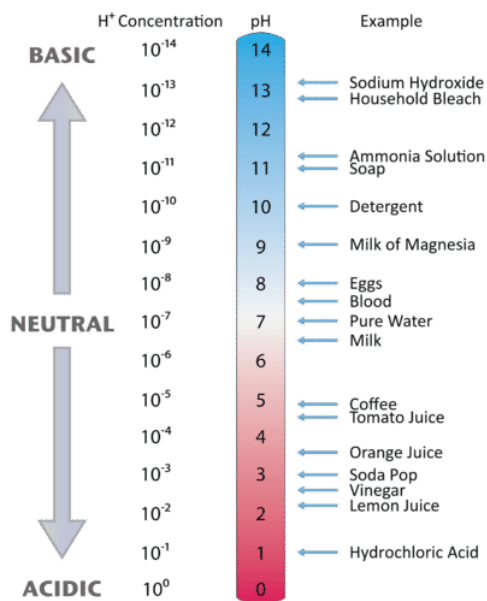 H⁺ Concentration pH Example
10⁻¹⁴ 14
BASIC
10⁻¹³ 13 Sodium Hydroxide
Household Bleach
10⁻¹² 12
Ammonia Solution
10⁻¹¹ 11 Soap
10⁻¹⁰ 10 Detergent
10⁻⁹ 9 Milk of Magnesia
10⁻⁸ 8 Eggs
Blood
NEUTRAL 10⁻⁷ 7 Pure Water
Milk
10⁻⁶ 6
10⁻⁵ 5 Coffee
Tomato Juice
10⁻⁴ 4
Orange Juice
10⁻³ 3 Soda Pop
Vinegar
10⁻² 2 Lemon Juice
10⁻¹ 1 Hydrochloric Acid
ACIDIC 10⁰ 0